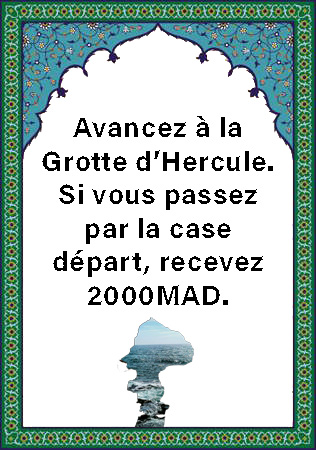 Avancez à la
Grotte d’Hercule.
Si vous passez
par la case
départ, recevez
2000MAD.